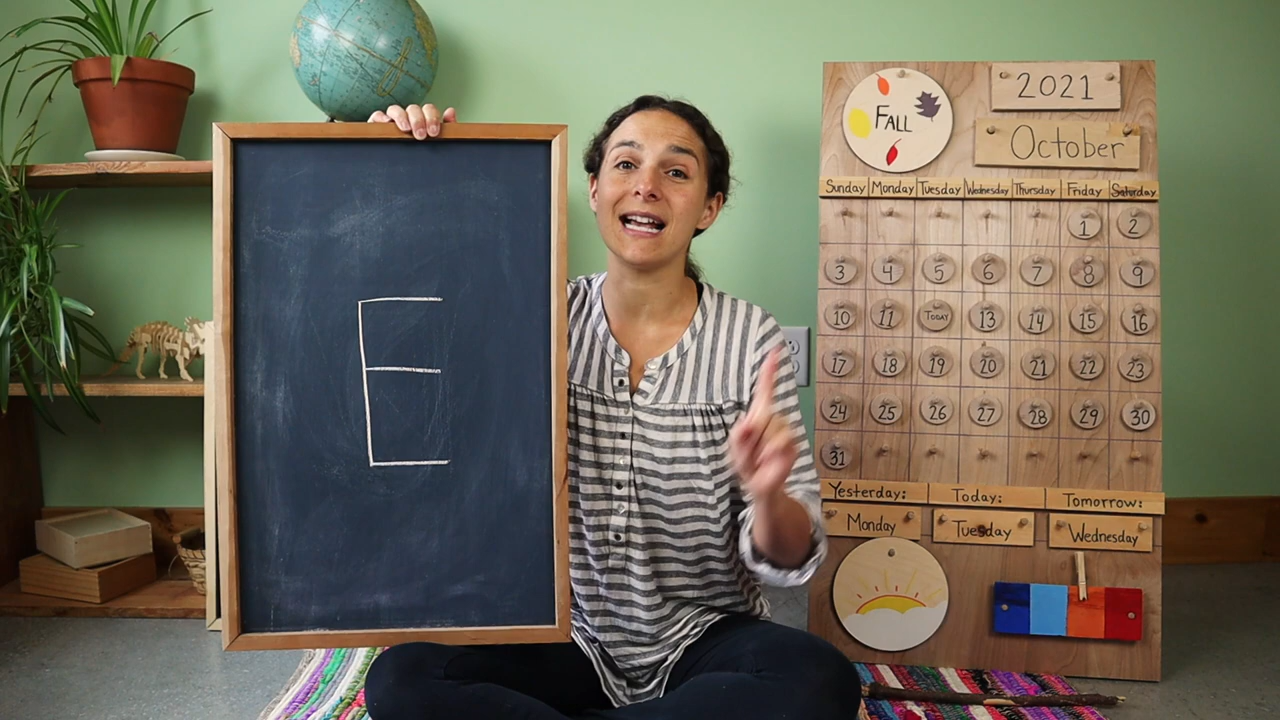 E
FALL
2021
October
Sunday Monday Tuesday Wednesday Thursday Friday Saturday
1 2
3 4 5 6 7 8 9
10 11 TODAY 13 14 15 16
17 18 19 20 21 22 23
24 25 26 27 28 29 30
31
Yesterday: Today: Tomorrow:
Monday Tuesday Wednesday